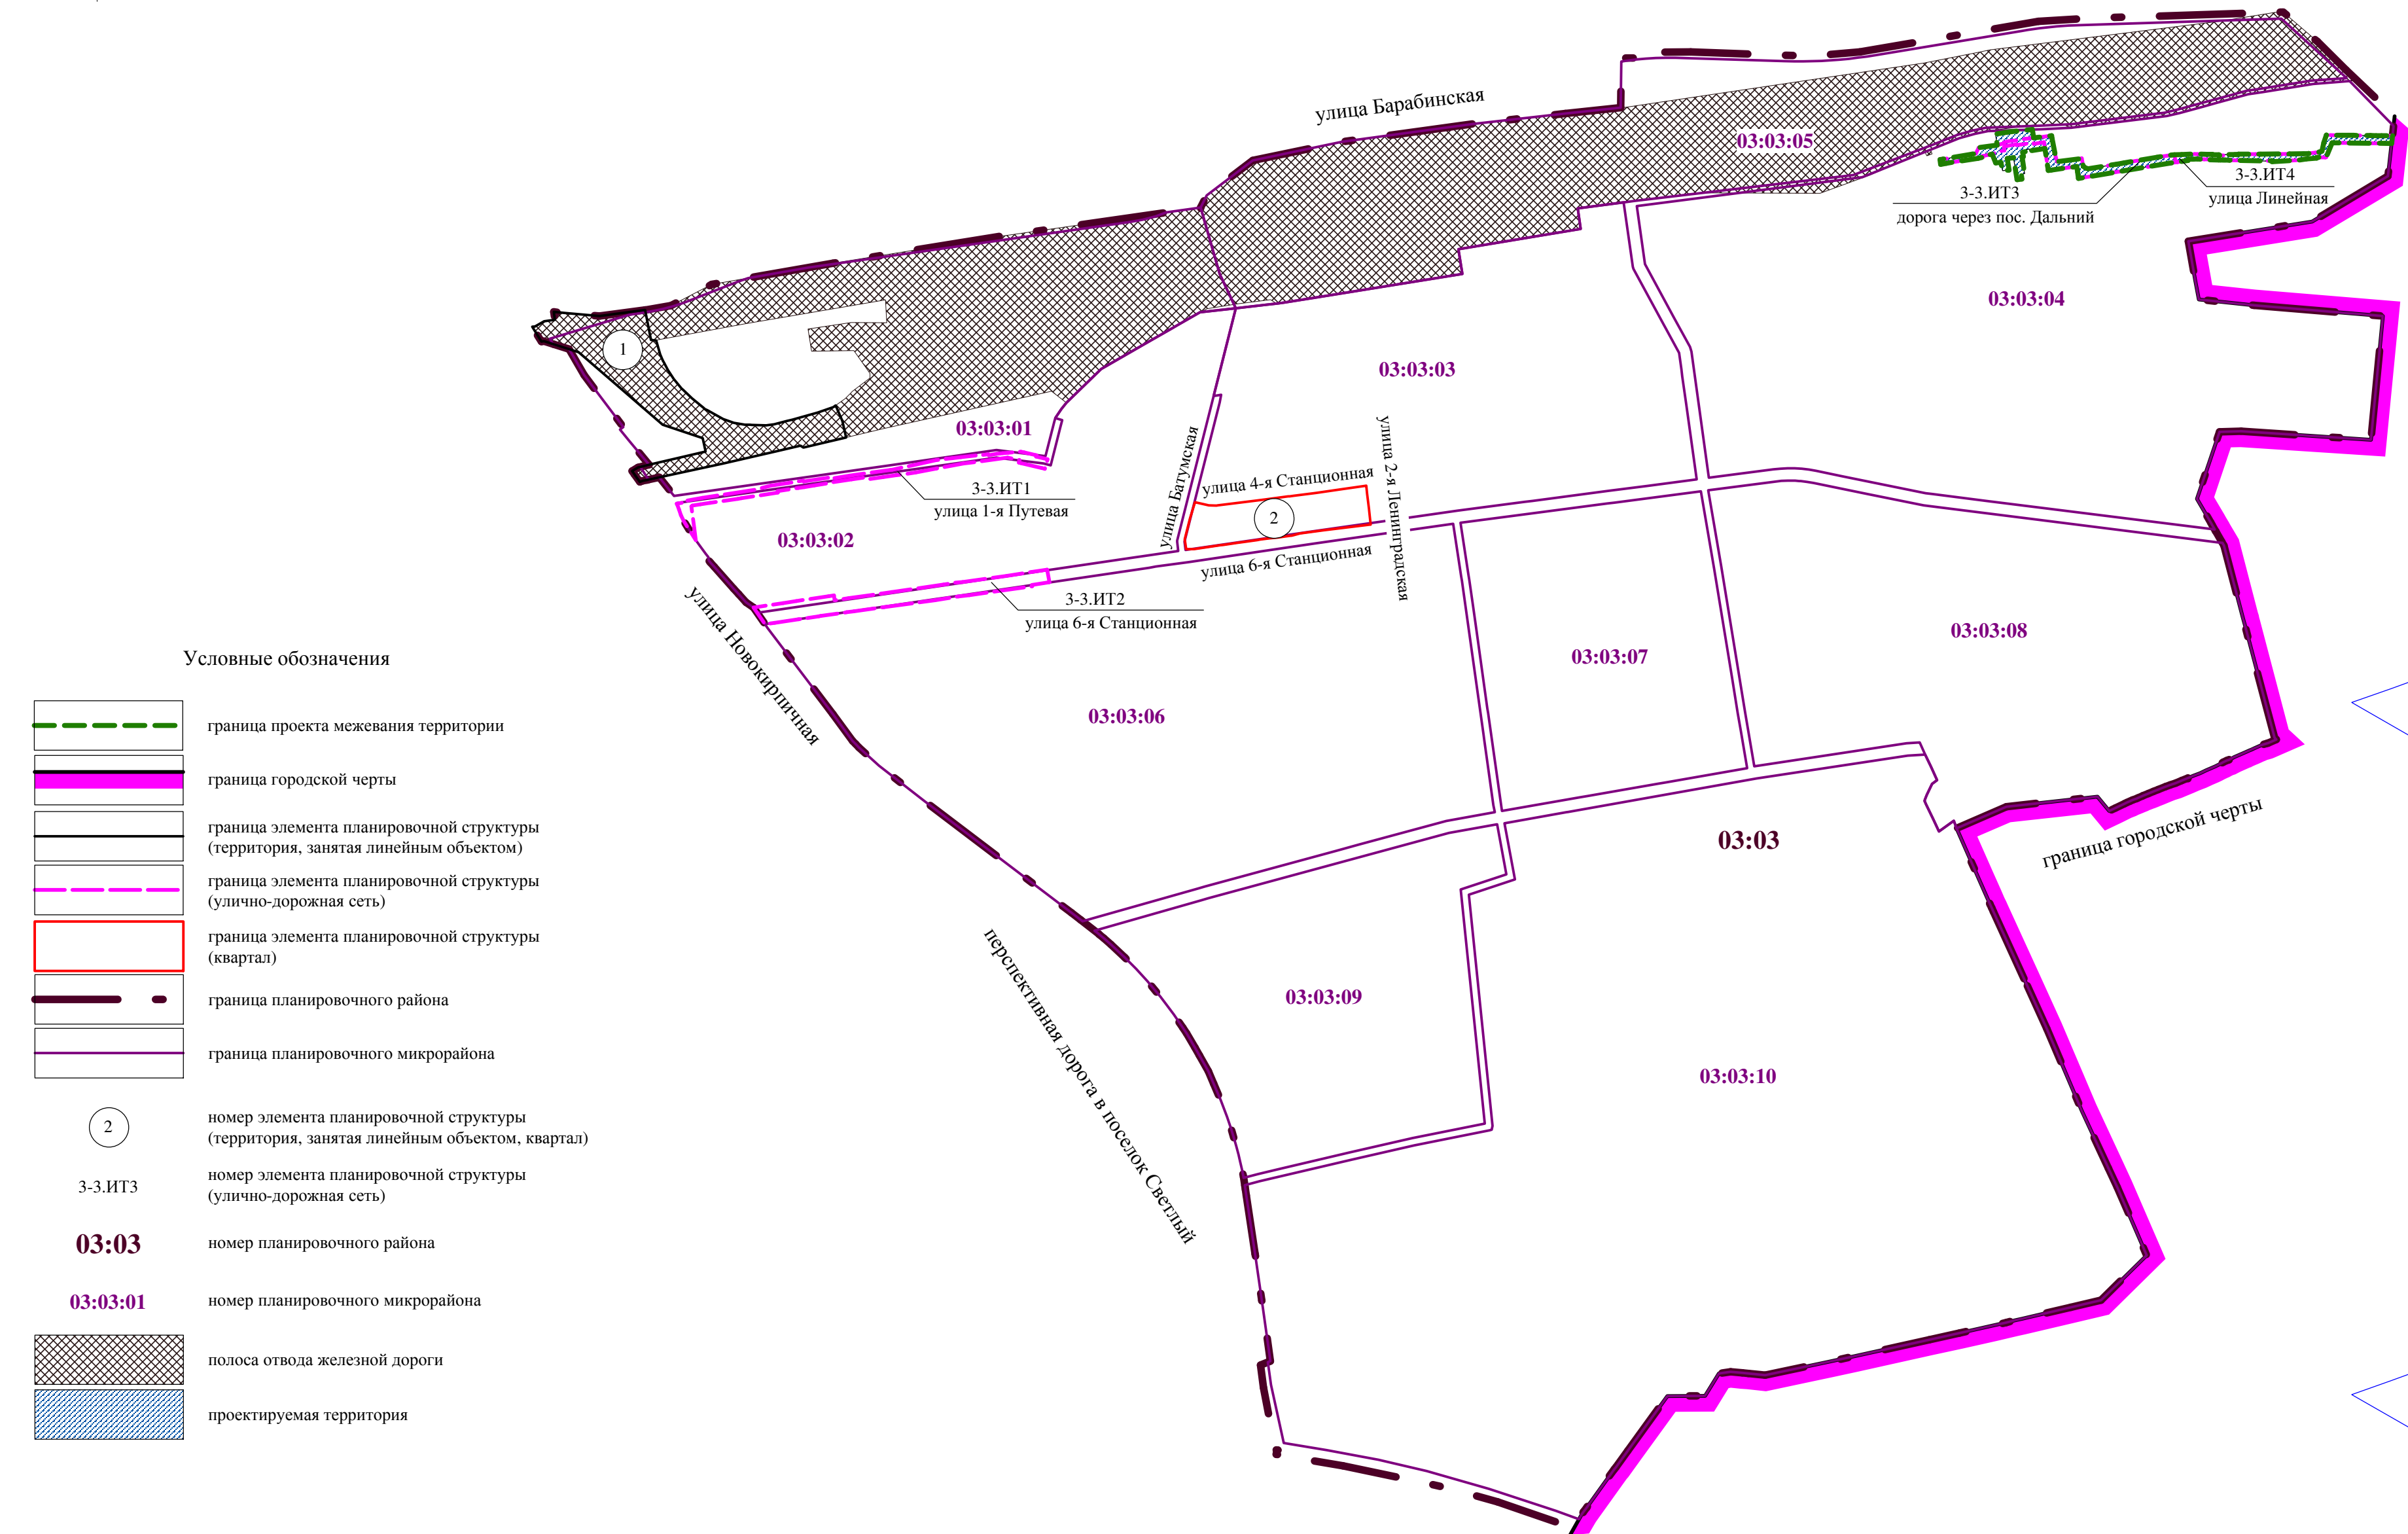 улица Барабинская
03:03:05
3-3.ИТ3
дорога через пос. Дальний
3-3.ИТ4
улица Линейная
03:03:04
1
03:03:03
03:03:01
3-3.ИТ1
улица 1-я Путевая
улица Батумская
улица 4-я Станционная
2
улица 2-я Ленинградская
улица 6-я Станционная
03:03:02
3-3.ИТ2
улица 6-я Станционная
улица Новокирпичная
03:03:06
03:03:07
03:03:08
03:03
граница городской черты
перспективная дорога в поселок Светлый
03:03:09
03:03:10
Условные обозначения
граница проекта межевания территории
граница городской черты
граница элемента планировочной структуры
(территория, занятая линейным объектом)
граница элемента планировочной структуры
(улично-дорожная сеть)
граница элемента планировочной структуры
(квартал)
граница планировочного района
граница планировочного микрорайона
2
номер элемента планировочной структуры
(территория, занятая линейным объектом, квартал)
3-3.ИТ3
номер элемента планировочной структуры
(улично-дорожная сеть)
03:03
номер планировочного района
03:03:01
номер планировочного микрорайона
полоса отвода железной дороги
проектируемая территория